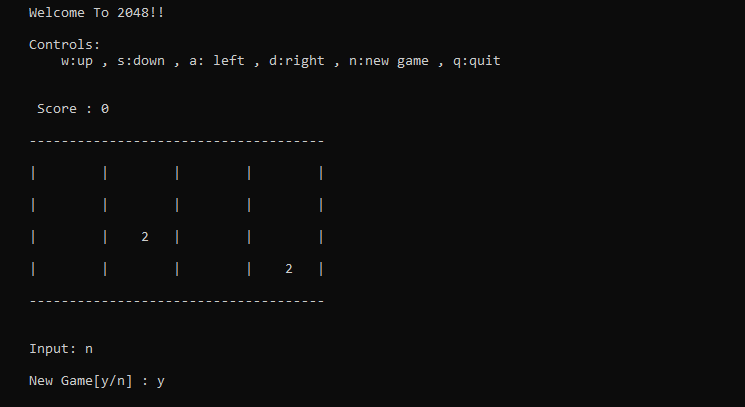 Welcome To 2048!!
Controls:
w:up , s:down , a: left , d:right , n:new game , q:quit
Score : 0
-------------------------------------
|        |        |        |        |
|        |        |        |        |
|        |    2   |        |        |
|        |        |        |    2   |
-------------------------------------
Input: n
New Game[y/n] : y